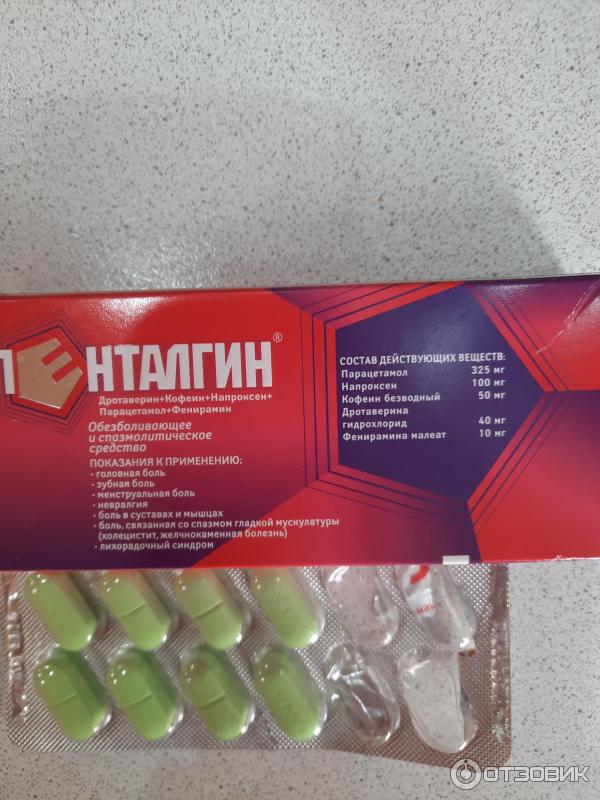 ПЕНТАЛГИН®
Дротаверин+Кофеин+Напроксен+
Парацетамол+Фенирамин
Обезболивающее
и спазмолитическое
средство
ПОКАЗАНИЯ К ПРИМЕНЕНИЮ:
- головная боль
- зубная боль
- менструальная боль
- невралгия
- боль в суставах и мышцах
- боль, связанная со спазмом гладкой мускулатуры
(холецистит, желчнокаменная болезнь)
- лихорадочный синдром
СОСТАВ ДЕЙСТВУЮЩИХ ВЕЩЕСТВ:
Парацетамол 325 мг
Напроксен 100 мг
Кофеин безводный 50 мг
Дротаверина
гидрохлорид 40 мг
Фенирамина малеат 10 мг
ОТЗОВИК